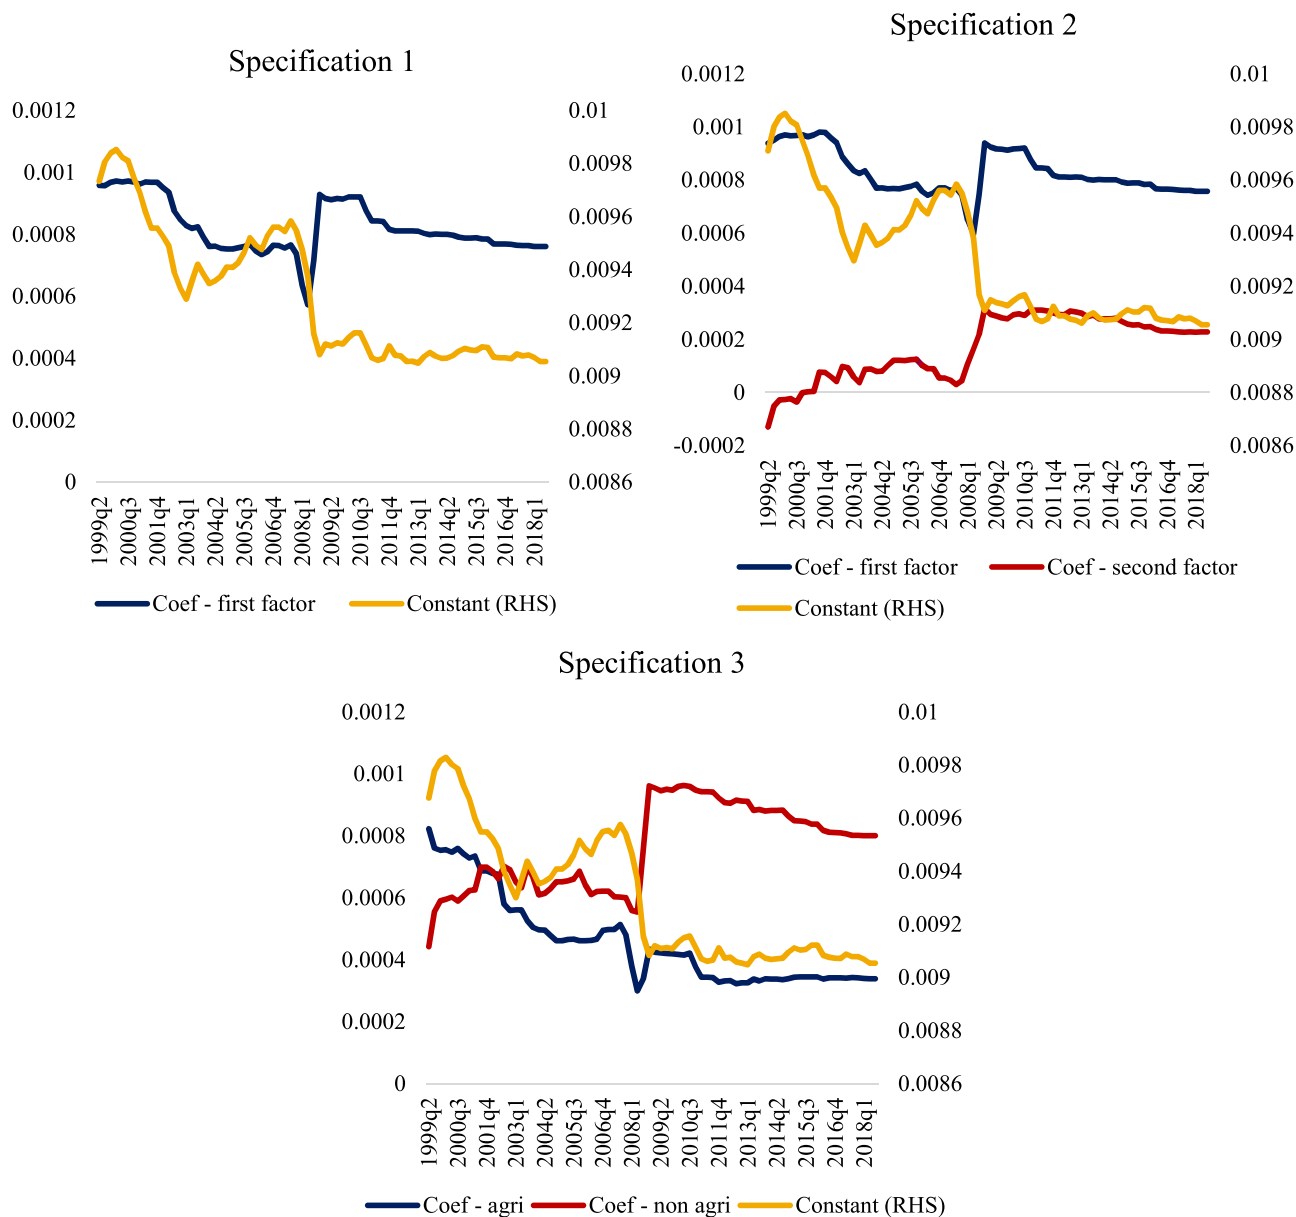 Specification 1
0.0012
0.001
0.0008
0.0006
0.0004
0.0002
0
0.01
0.0098
0.0096
0.0094
0.0092
0.009
0.0088
0.0086
1999q2
2000q3
2001q4
2003q1
2004q2
2005q3
2006q4
2008q1
2009q2
2010q3
2011q4
2013q1
2014q2
2015q3
2016q4
2018q1
Coef - first factor
Constant (RHS)
Specification 2
0.0012
0.001
0.0008
0.0006
0.0004
0.0002
0
-0.0002
0.01
0.0098
0.0096
0.0094
0.0092
0.009
0.0088
0.0086
1999q2
2000q3
2001q4
2003q1
2004q2
2005q3
2006q4
2008q1
2009q2
2010q3
2011q4
2013q1
2014q2
2015q3
2016q4
2018q1
Coef - first factor
Coef - second factor
Constant (RHS)
Specification 3
0.0012
0.001
0.0008
0.0006
0.0004
0.0002
0
0.01
0.0098
0.0096
0.0094
0.0092
0.009
0.0088
0.0086
1999q2
2000q3
2001q4
2003q1
2004q2
2005q3
2006q4
2008q1
2009q2
2010q3
2011q4
2013q1
2014q2
2015q3
2016q4
2018q1
Coef - agri
Coef - non agri
Constant (RHS)